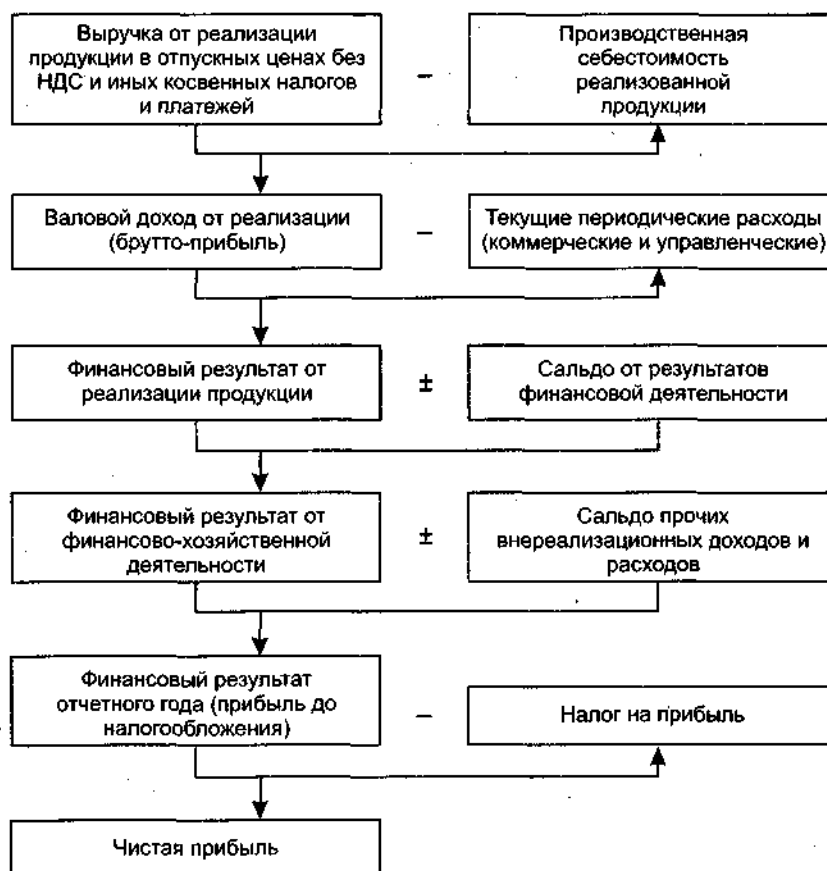 Выручка от реализации
продукции в отпускных ценах без
НДС и иных косвенных налогов
и платежей
–
Производственная
себестоимость
реализованной
продукции
Валовой доход от реализации
(брутто-прибыль)
–
Текущие периодические расходы
(коммерческие и управленческие)
Финансовый результат от
реализации продукции
±
Сальдо от результатов
финансовой деятельности
Финансовый результат от
финансово-хозяйственной
деятельности
±
Сальдо прочих
внереализационных доходов и
расходов
Финансовый результат
отчетного года (прибыль до
налогообложения)
–
Налог на прибыль
Чистая прибыль